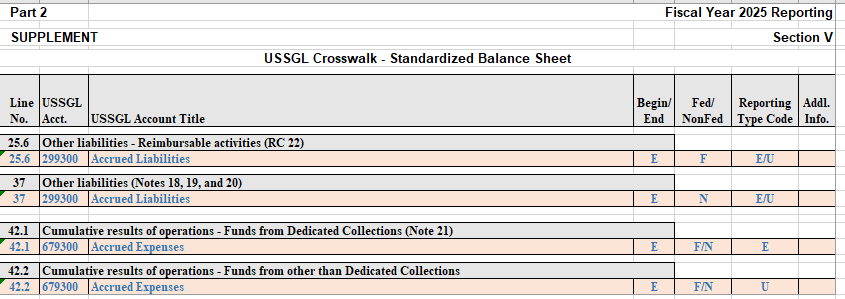 Part 2 Fiscal Year 2025 Reporting
SUPPLEMENT Section V
USSGL Crosswalk - Standardized Balance Sheet
Line No. USSGL Acct. USSGL Account Title Begin/ End Fed/ NonFed Reporting Type Code Addl. Info.
25.6 Other liabilities - Reimbursable activities (RC 22)
25.6 299300 Accrued Liabilities E F E/U
37 Other liabilities (Notes 18, 19, and 20)
37 299300 Accrued Liabilities E N E/U
42.1 Cumulative results of operations - Funds from Dedicated Collections (Note 21)
42.1 679300 Accrued Expenses E F/N E
42.2 Cumulative results of operations - Funds from other than Dedicated Collections
42.2 679300 Accrued Expenses E F/N U